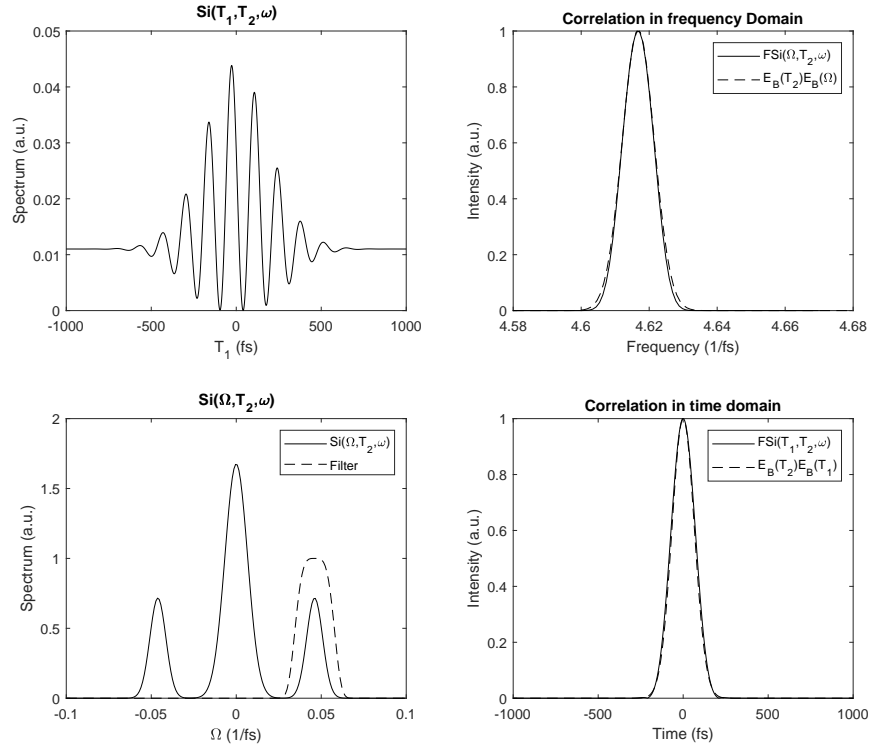 Si(T₁,T₂,ω)
Spectrum (a.u.)
0.05
0.04
0.03
0.02
0.01
0
-1000 -500 0 500 1000
T₁ (fs)
Correlation in frequency Domain
FSi(Ω,T₂,ω)
E_B(T₂)E_B(Ω)
Intensity (a.u.)
1
0.8
0.6
0.4
0.2
0
4.58 4.6 4.62 4.64 4.66 4.68
Frequency (1/fs)
Si(Ω,T₂,ω)
Si(Ω,T₂,ω)
Filter
Spectrum (a.u.)
2
1.5
1
0.5
0
-0.1 -0.05 0 0.05 0.1
Ω (1/fs)
Correlation in time domain
FSi(T₁,T₂,ω)
E_B(T₂)E_B(T₁)
Intensity (a.u.)
1
0.8
0.6
0.4
0.2
0
-1000 -500 0 500 1000
Time (fs)